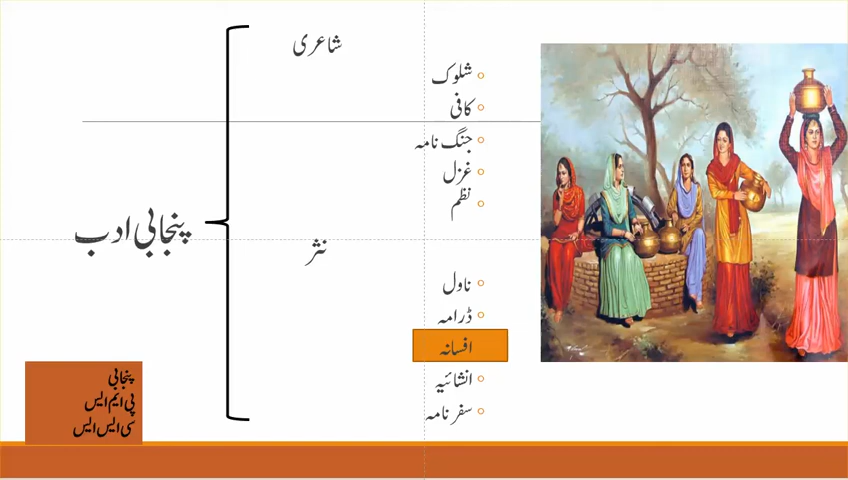 پنجابی ادب
شاعری
شلوک
کافی
جنگ نامہ
غزل
نظم
نثر
ناول
ڈرامہ
افسانہ
انشائیہ
سفر نامہ
پنجابی
پی ایم ایس
سی ایس ایس